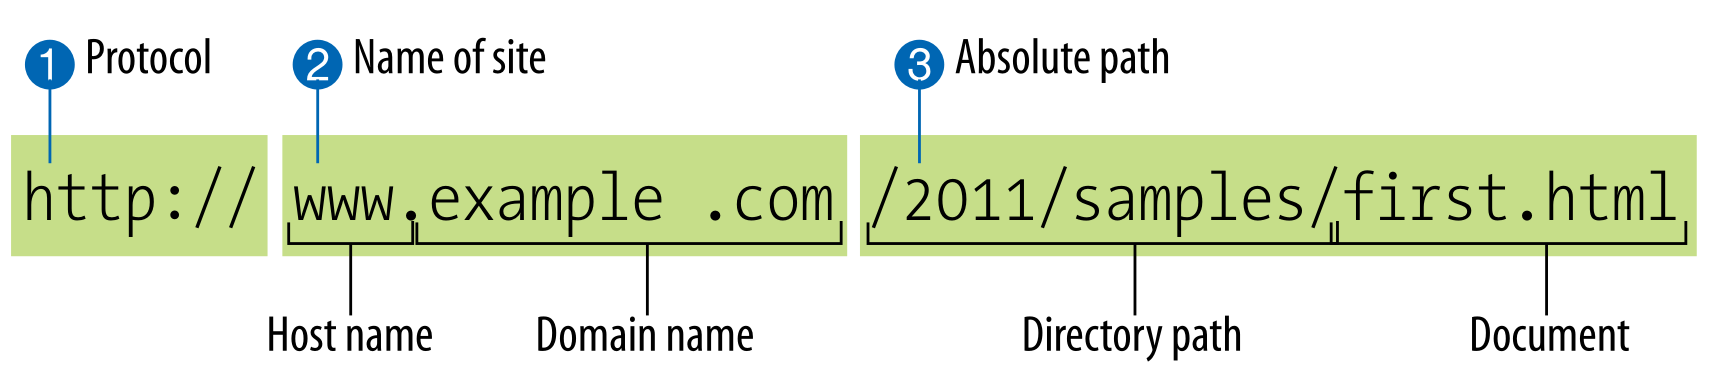 1 Protocol 2 Name of site 3 Absolute path
http:// www.example .com /2011/samples/first.html
Host name Domain name Directory path Document